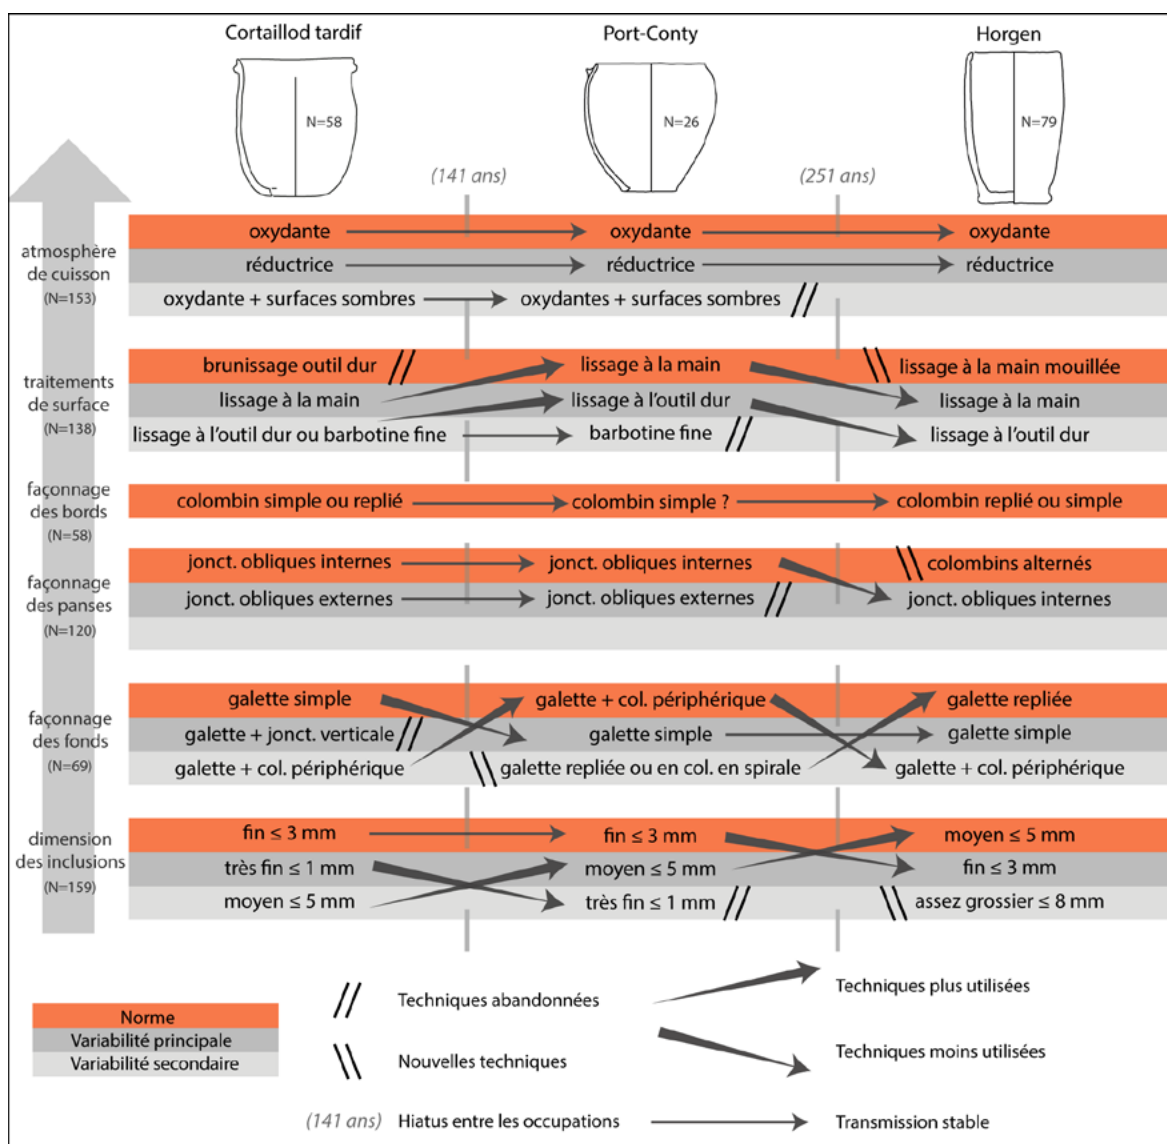 Cortaillod tardif Port-Conty Horgen
N=58 N=26 N=79
(141 ans) (251 ans)
atmosphère
de cuisson
(N=153)
oxydante oxydante oxydante
réductrice réductrice réductrice
oxydante + surfaces sombres oxydantes + surfaces sombres
traitements
de surface
(N=138)
brunissage outil dur lissage à la main lissage à la main mouillée
lissage à la main lissage à l'outil dur lissage à la main
lissage à l'outil dur ou barbotine fine barbotine fine lissage à l'outil dur
façonnage
des bords
(N=58)
colombin simple ou replié colombin simple ? colombin replié ou simple
façonnage
des panses
(N=120)
jonct. obliques internes jonct. obliques internes colombins alternés
jonct. obliques externes jonct. obliques externes jonct. obliques internes
façonnage
des fonds
(N=69)
galette simple galette + col. périphérique galette repliée
galette + jonct. verticale galette simple galette simple
galette + col. périphérique galette repliée ou en col. en spirale galette + col. périphérique
dimension
des inclusions
(N=159)
fin ≤ 3 mm fin ≤ 3 mm moyen ≤ 5 mm
très fin ≤ 1 mm moyen ≤ 5 mm fin ≤ 3 mm
moyen ≤ 5 mm très fin ≤ 1 mm assez grossier ≤ 8 mm
Norme
Variabilité principale
Variabilité secondaire
Techniques abandonnées Techniques plus utilisées
Nouvelles techniques Techniques moins utilisées
(141 ans) Hiatus entre les occupations Transmission stable